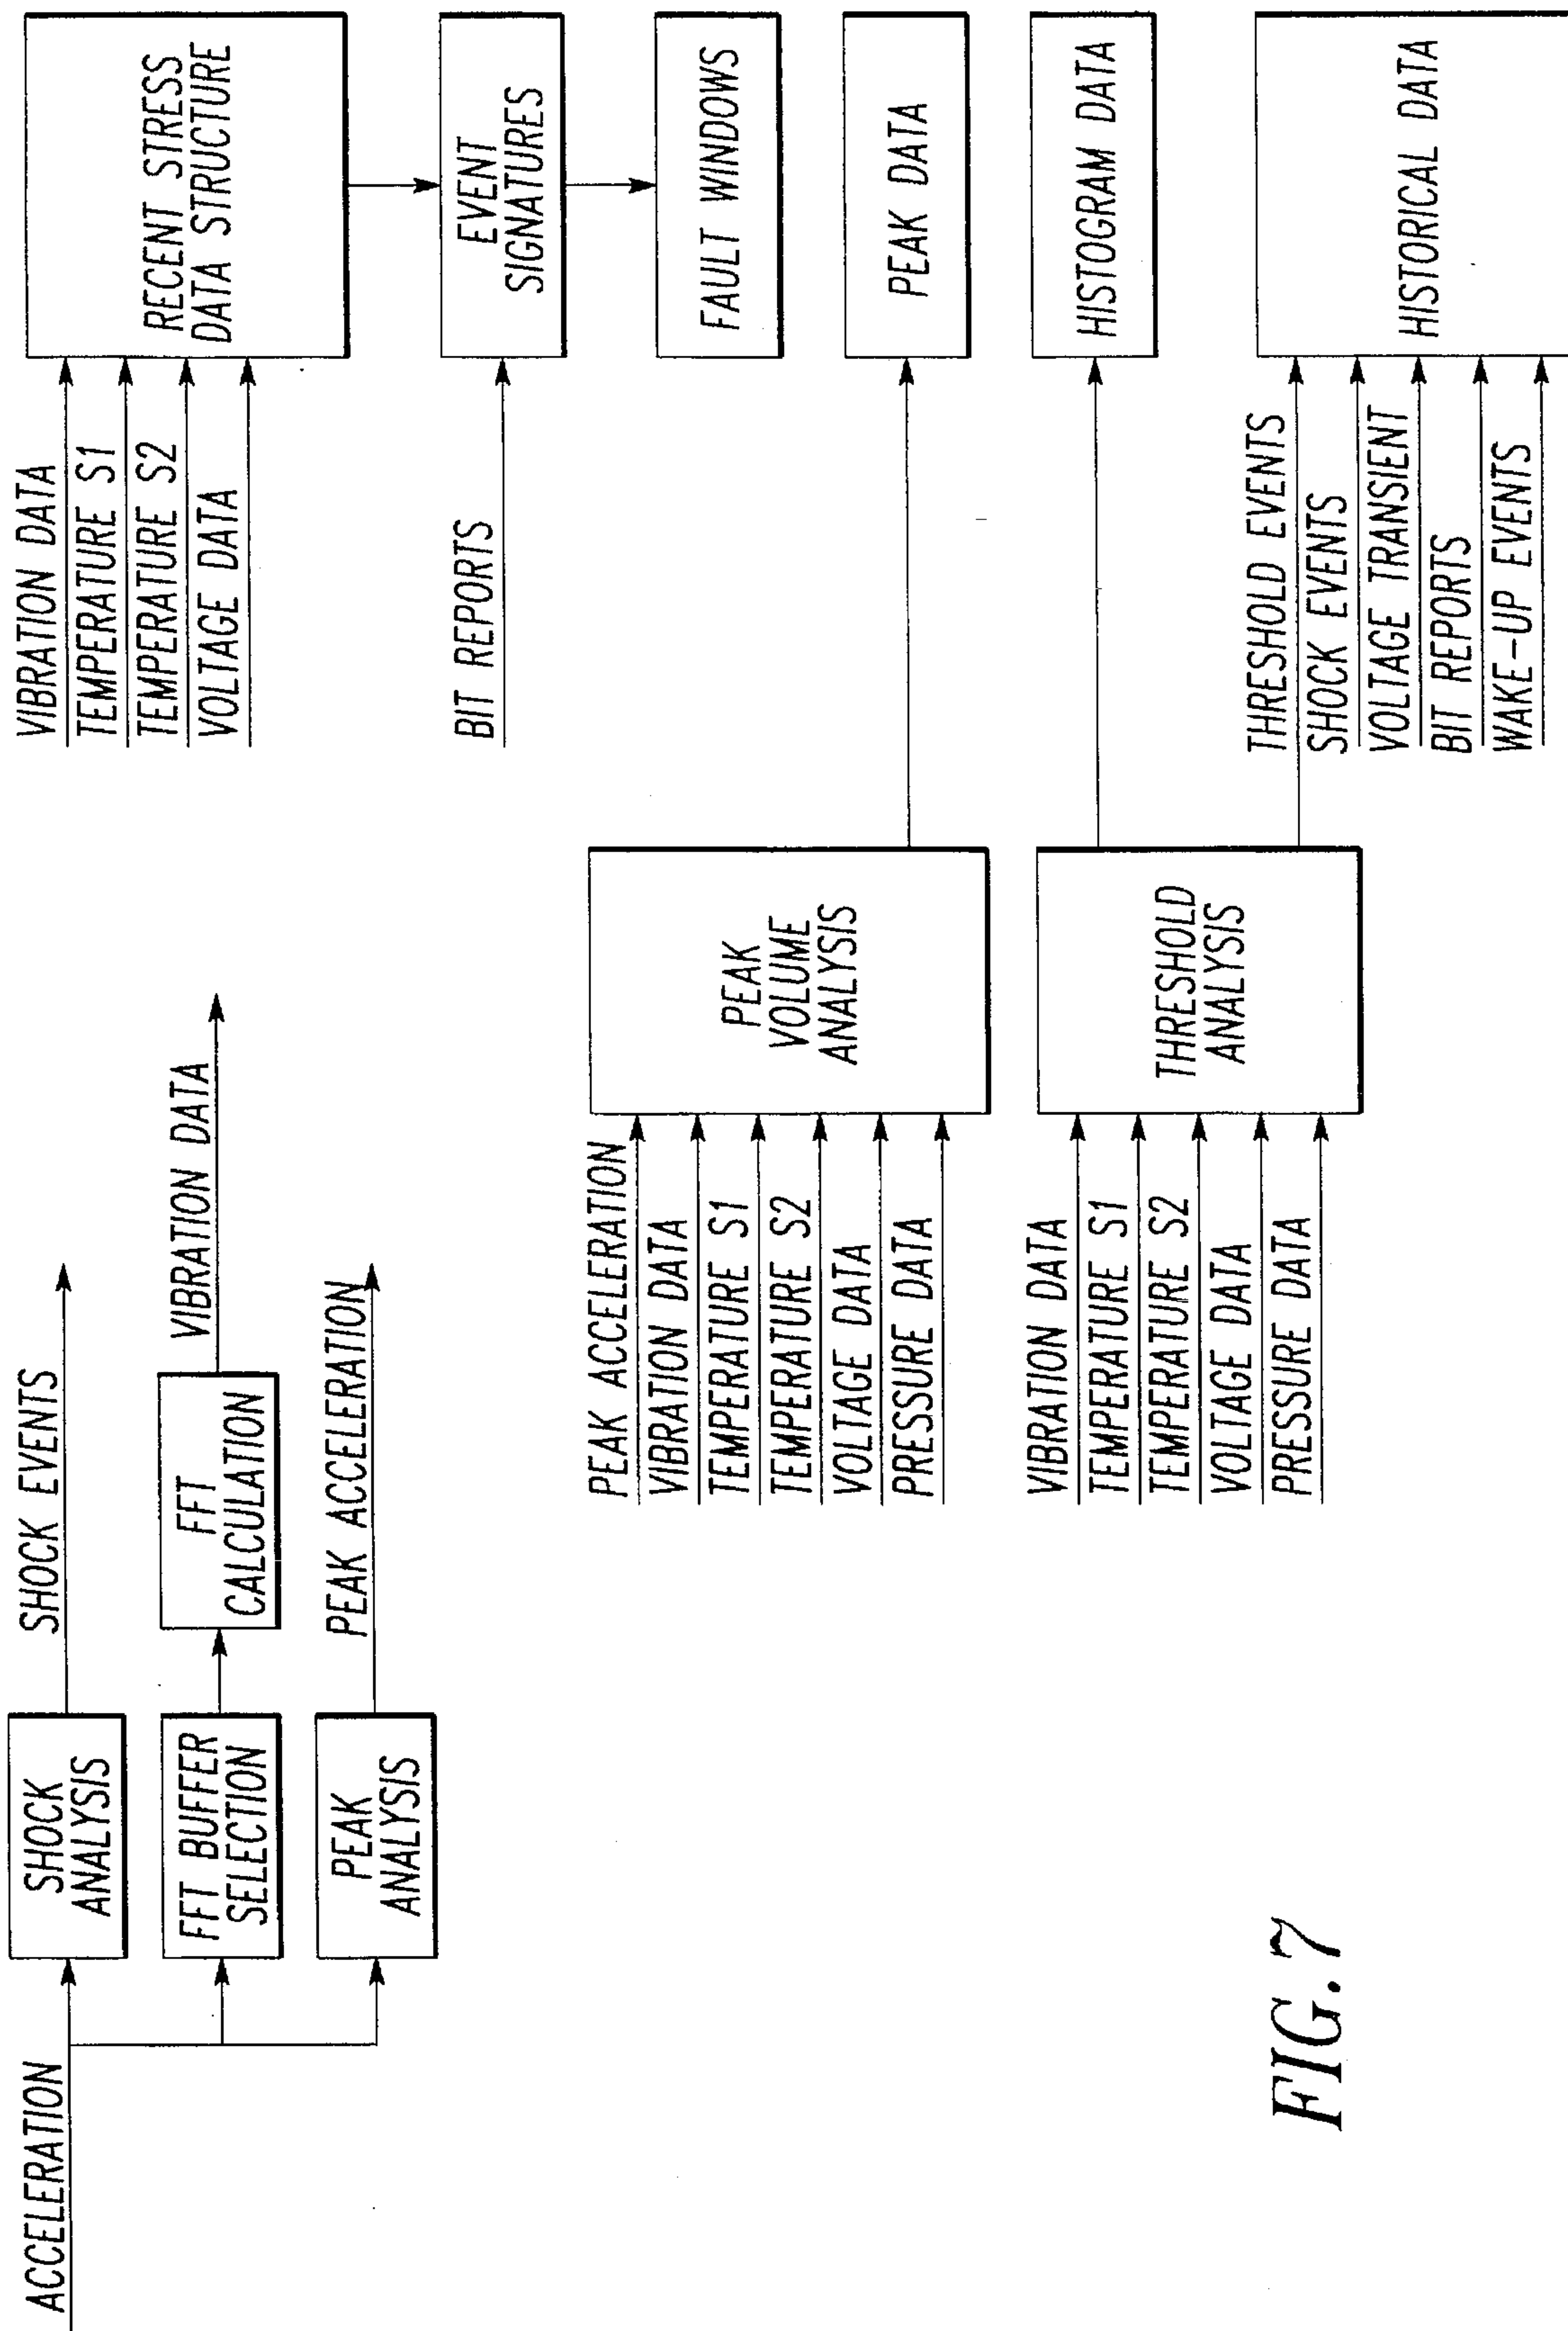 ACCELERATION
SHOCK
ANALYSIS
SHOCK EVENTS
FFT BUFFER
SELECTION
FFT
CALCULATION
VIBRATION DATA
PEAK
ANALYSIS
PEAK ACCELERATION
VIBRATION DATA
TEMPERATURE S1
TEMPERATURE S2
VOLTAGE DATA
RECENT STRESS
DATA STRUCTURE
BIT REPORTS
EVENT
SIGNATURES
FAULT WINDOWS
PEAK ACCELERATION
VIBRATION DATA
TEMPERATURE S1
TEMPERATURE S2
VOLTAGE DATA
PRESSURE DATA
PEAK
VOLUME
ANALYSIS
PEAK DATA
VIBRATION DATA
TEMPERATURE S1
TEMPERATURE S2
VOLTAGE DATA
PRESSURE DATA
THRESHOLD
ANALYSIS
HISTOGRAM DATA
THRESHOLD EVENTS
SHOCK EVENTS
VOLTAGE TRANSIENT
BIT REPORTS
WAKE-UP EVENTS
HISTORICAL DATA
FIG.7